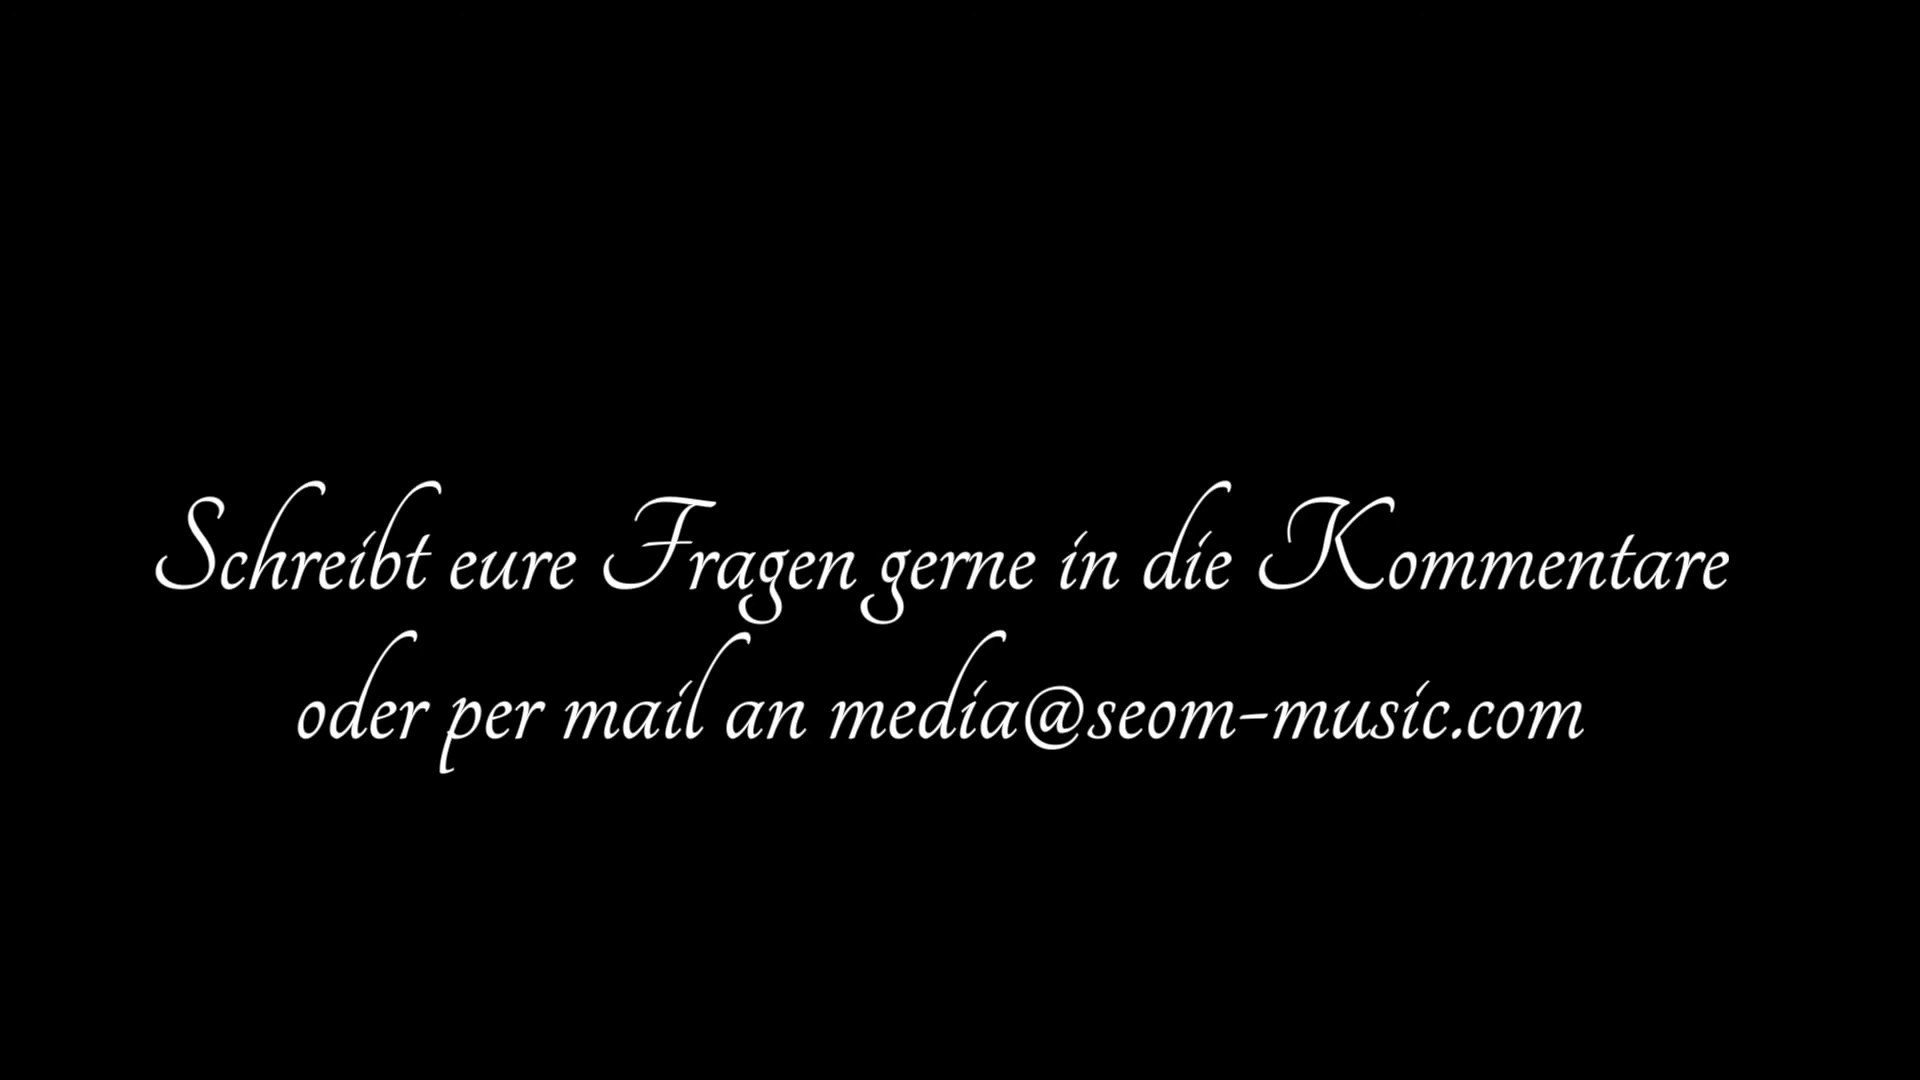 Schreibt eure Fragen gerne in die Kommentare
oder per mail an media@seom-music.com